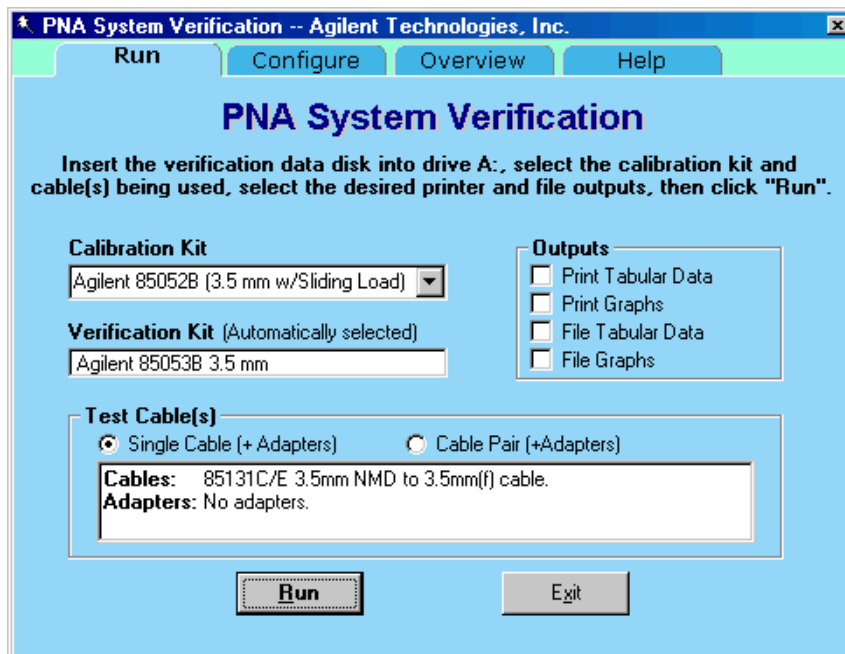 PNA System Verification -- Agilent Technologies, Inc.
Run Configure Overview Help
PNA System Verification
Insert the verification data disk into drive A:, select the calibration kit and
cable(s) being used, select the desired printer and file outputs, then click "Run".
Calibration Kit
Agilent 85052B (3.5 mm w/Sliding Load)
Verification Kit (Automatically selected)
Agilent 85053B 3.5 mm
Outputs
Print Tabular Data
Print Graphs
File Tabular Data
File Graphs
Test Cable(s)
Single Cable (+ Adapters) Cable Pair (+Adapters)
Cables: 85131C/E 3.5mm NMD to 3.5mm(f) cable.
Adapters: No adapters.
Run Exit